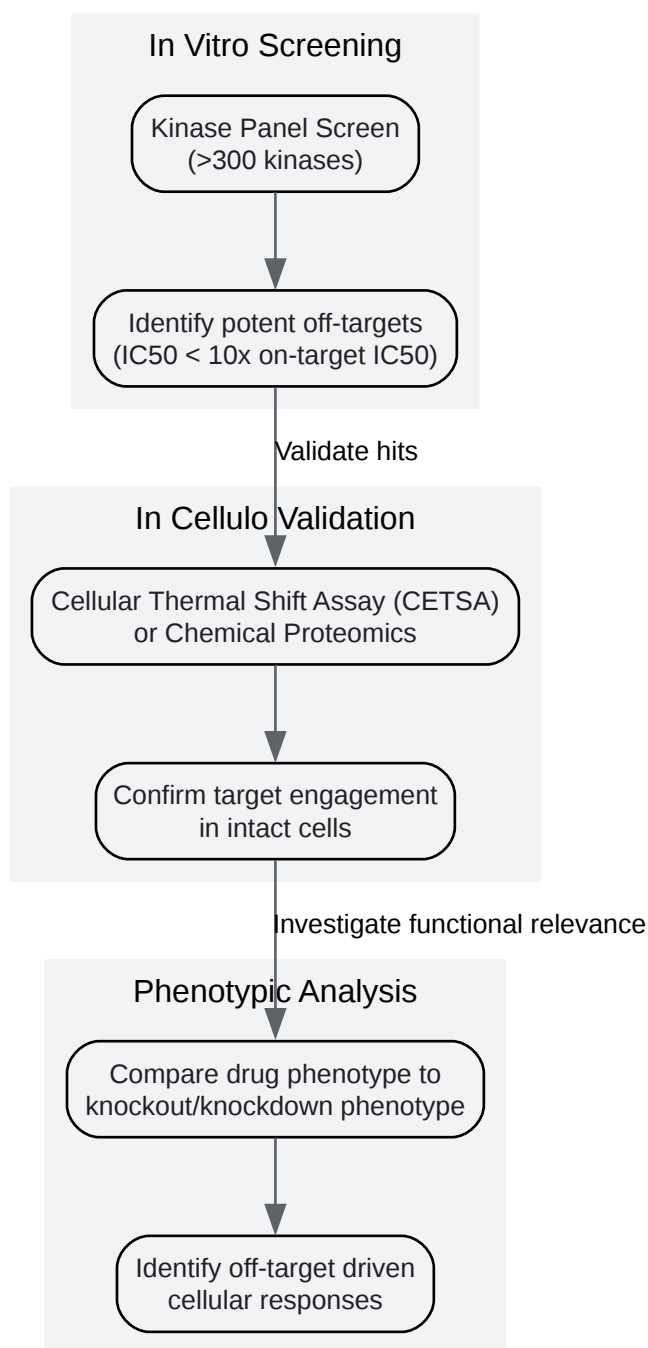 In Vitro Screening
Kinase Panel Screen
(>300 kinases)
Identify potent off-targets
(IC50 < 10x on-target IC50)
Validate hits
In Cellulo Validation
Cellular Thermal Shift Assay (CETSA)
or Chemical Proteomics
Confirm target engagement
in intact cells
Investigate functional relevance
Phenotypic Analysis
Compare drug phenotype to
knockout/knockdown phenotype
Identify off-target driven
cellular responses